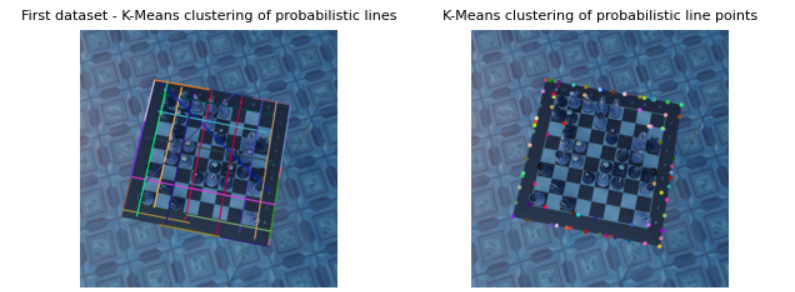 First dataset - K-Means clustering of probabilistic lines
K-Means clustering of probabilistic line points